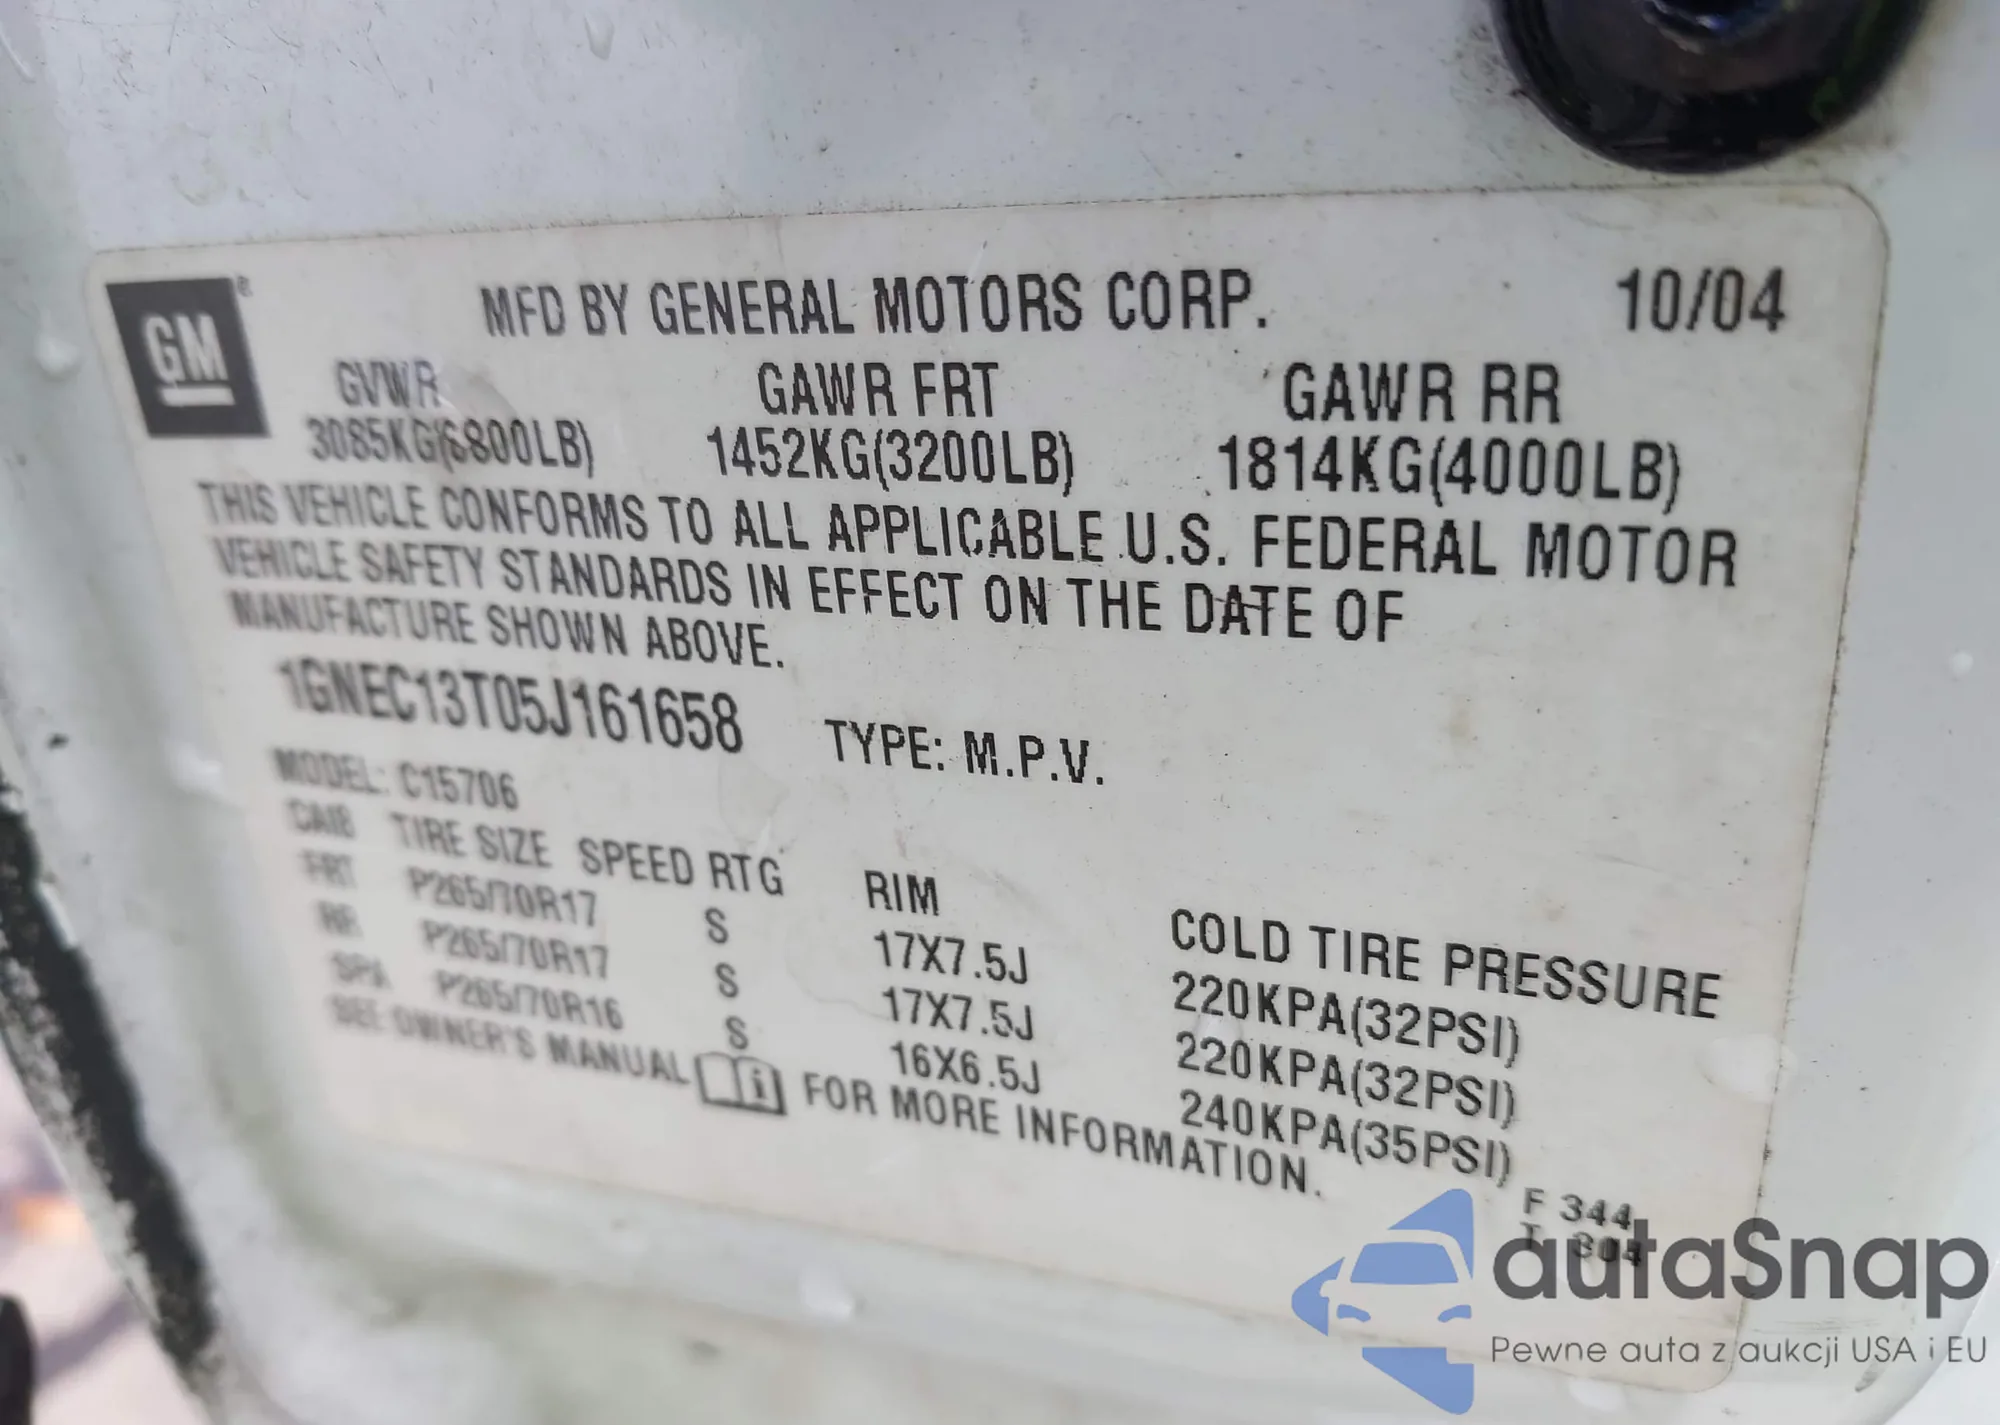 GM
MFD BY GENERAL MOTORS CORP. 10/04
GVWR GAWR FRT GAWR RR
3085KG(6800LB) 1452KG(3200LB) 1814KG(4000LB)
THIS VEHICLE CONFORMS TO ALL APPLICABLE U.S. FEDERAL MOTOR
VEHICLE SAFETY STANDARDS IN EFFECT ON THE DATE OF
MANUFACTURE SHOWN ABOVE.
1GNEC13T05J161658 TYPE: M.P.V.
MODEL: C15706
TIRE SIZE SPEED RTG RIM COLD TIRE PRESSURE
FRT P265/70R17 S 17X7.5J 220KPA(32PSI)
RR P265/70R17 S 17X7.5J 220KPA(32PSI)
SPA P265/70R16 S 16X6.5J 240KPA(35PSI)
SEE OWNER'S MANUAL FOR MORE INFORMATION.
F 344
T 304
autaSnap
Pewne auta z aukcji USA i EU